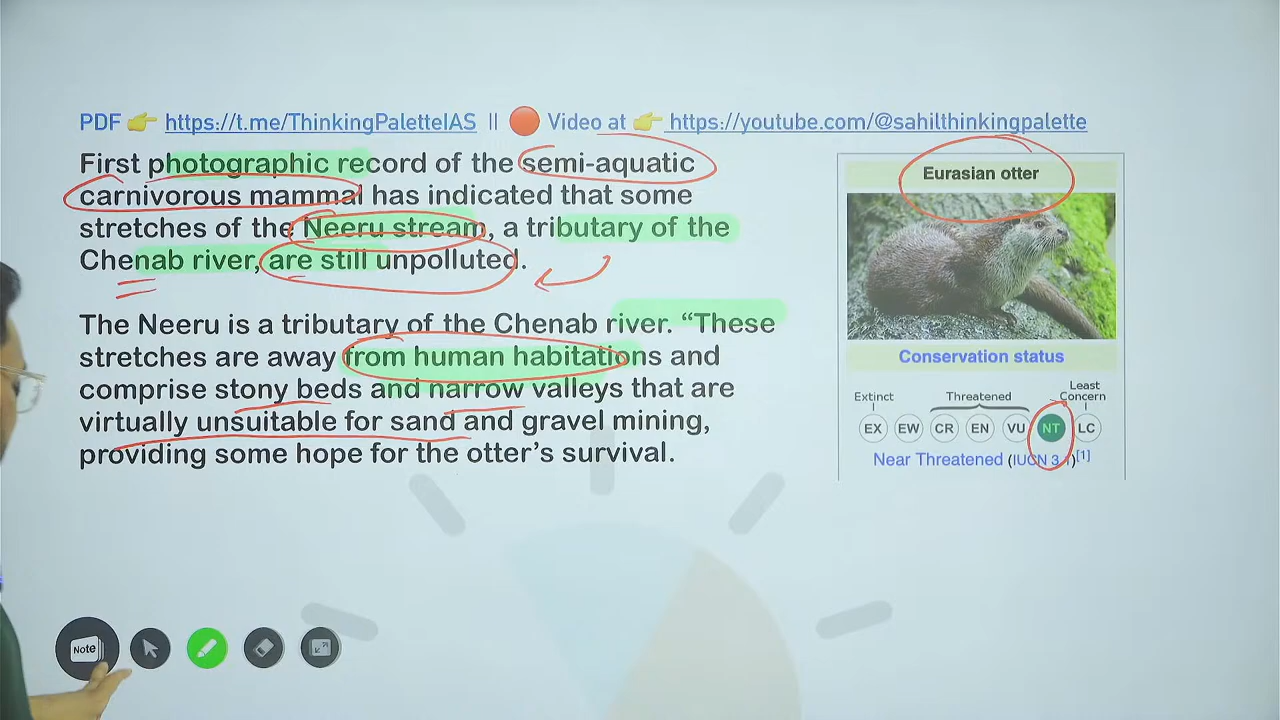 PDF 👉 https://t.me/ThinkingPaletteIAS || 🔴 Video at 👉 https://youtube.com/@sahilthinkingpalette
First photographic record of the semi-aquatic
carnivorous mammal has indicated that some
stretches of the Neeru stream, a tributary of the
Chenab river, are still unpolluted.
The Neeru is a tributary of the Chenab river. “These
stretches are away from human habitations and
comprise stony beds and narrow valleys that are
virtually unsuitable for sand and gravel mining,
providing some hope for the otter’s survival.
Eurasian otter
Conservation status
Extinct Threatened Least Concern
EX EW CR EN VU NT LC
Near Threatened (IUCN 3.1)[1]
Note